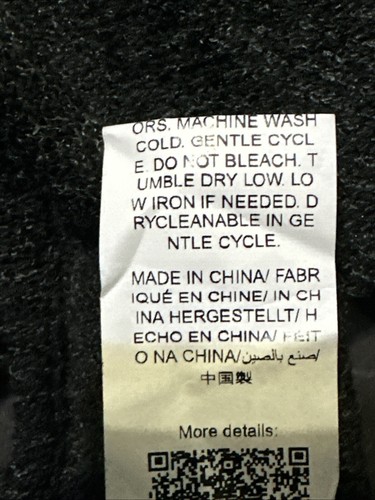 ORS. MACHINE WASH
COLD. GENTLE CYCL
E. DO NOT BLEACH. T
UMBLE DRY LOW. LO
W IRON IF NEEDED. D
RYCLEANABLE IN GE
NTLE CYCLE.
MADE IN CHINA/ FABR
IQUÉ EN CHINE/ IN CH
INA HERGESTELLT/ H
ECHO EN CHINA/ FEIT
O NA CHINA/صنع بالصين/
中国製
More details: